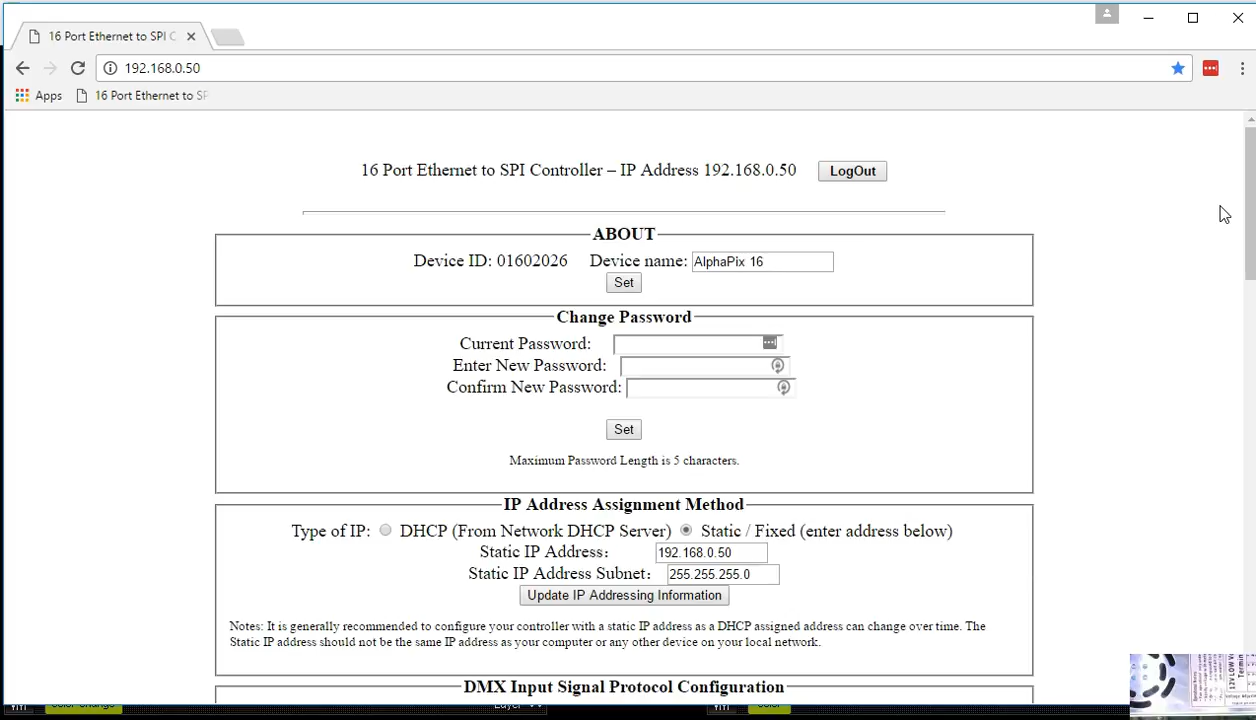 16 Port Ethernet to SPI C
192.168.0.50
Apps
16 Port Ethernet to SP
16 Port Ethernet to SPI Controller – IP Address 192.168.0.50 LogOut
ABOUT
Device ID: 01602026 Device name: AlphaPix 16
Set
Change Password
Current Password:
Enter New Password:
Confirm New Password:
Set
Maximum Password Length is 5 characters.
IP Address Assignment Method
Type of IP: DHCP (From Network DHCP Server) Static / Fixed (enter address below)
Static IP Address: 192.168.0.50
Static IP Address Subnet: 255.255.255.0
Update IP Addressing Information
Notes: It is generally recommended to configure your controller with a static IP address as a DHCP assigned address can change over time. The
Static IP address should not be the same IP address as your computer or any other device on your local network.
DMX Input Signal Protocol Configuration